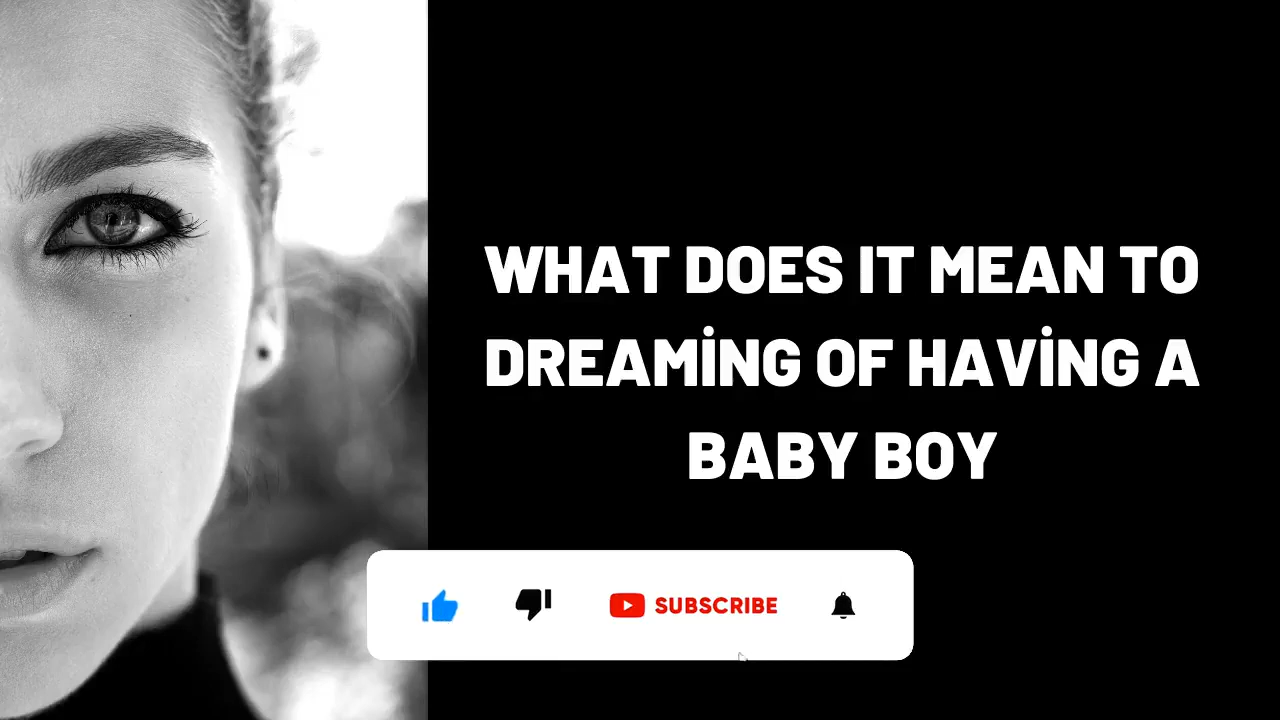 WHAT DOES IT MEAN TO
DREAMİNG OF HAVİNG A
BABY BOY
SUBSCRIBE